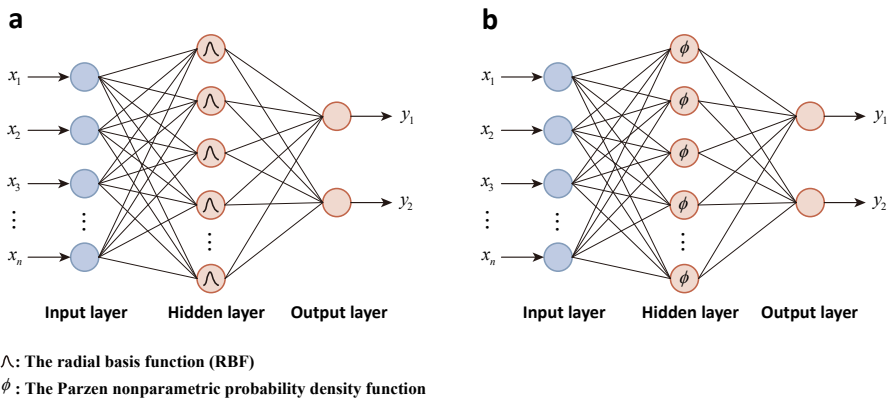 a
x1
x2
x3
⋮ ⋮
xn
⋮
y1
y2
Input layer Hidden layer Output layer
b
x1
x2
x3
⋮ ⋮
xn
ϕ
ϕ
ϕ
ϕ
⋮
ϕ
y1
y2
Input layer Hidden layer Output layer
: The radial basis function (RBF)
ϕ : The Parzen nonparametric probability density function